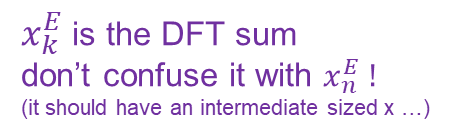 $x_k^E$ is the DFT sum
don't confuse it with $x_n^E$ !
(it should have an intermediate sized x ...)